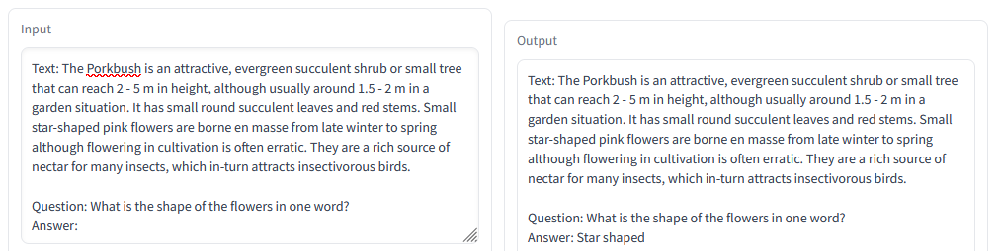 Input
Text: The Porkbush is an attractive, evergreen succulent shrub or small tree
that can reach 2 - 5 m in height, although usually around 1.5 - 2 m in a
garden situation. It has small round succulent leaves and red stems. Small
star-shaped pink flowers are borne en masse from late winter to spring
although flowering in cultivation is often erratic. They are a rich source of
nectar for many insects, which in-turn attracts insectivorous birds.
Question: What is the shape of the flowers in one word?
Answer:
Output
Text: The Porkbush is an attractive, evergreen succulent shrub or small tree
that can reach 2 - 5 m in height, although usually around 1.5 - 2 m in a
garden situation. It has small round succulent leaves and red stems. Small
star-shaped pink flowers are borne en masse from late winter to spring
although flowering in cultivation is often erratic. They are a rich source of
nectar for many insects, which in-turn attracts insectivorous birds.
Question: What is the shape of the flowers in one word?
Answer: Star shaped